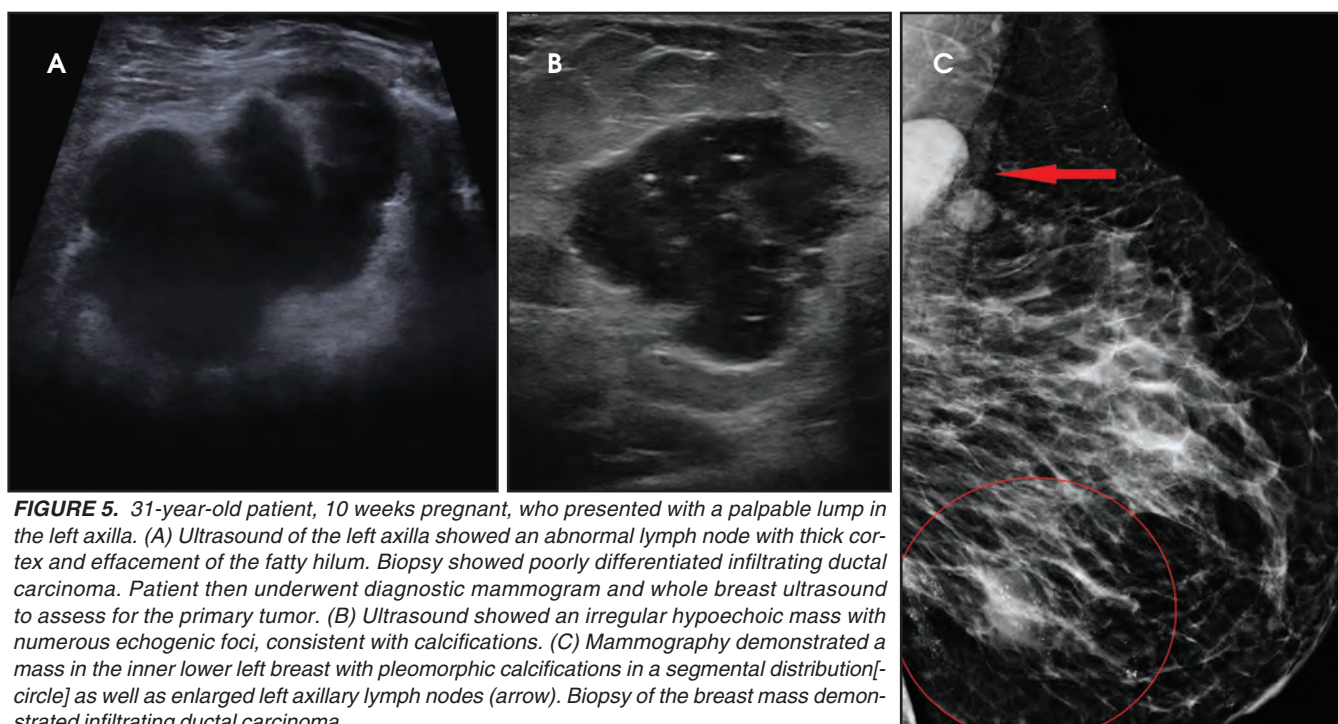 A
B
C
FIGURE 5. 31-year-old patient, 10 weeks pregnant, who presented with a palpable lump in
the left axilla. (A) Ultrasound of the left axilla showed an abnormal lymph node with thick cor-
tex and effacement of the fatty hilum. Biopsy showed poorly differentiated infiltrating ductal
carcinoma. Patient then underwent diagnostic mammogram and whole breast ultrasound
to assess for the primary tumor. (B) Ultrasound showed an irregular hypoechoic mass with
numerous echogenic foci, consistent with calcifications. (C) Mammography demonstrated a
mass in the inner lower left breast with pleomorphic calcifications in a segmental distribution[-
circle] as well as enlarged left axillary lymph nodes (arrow). Biopsy of the breast mass demon-
strated infiltrating ductal carcinoma.